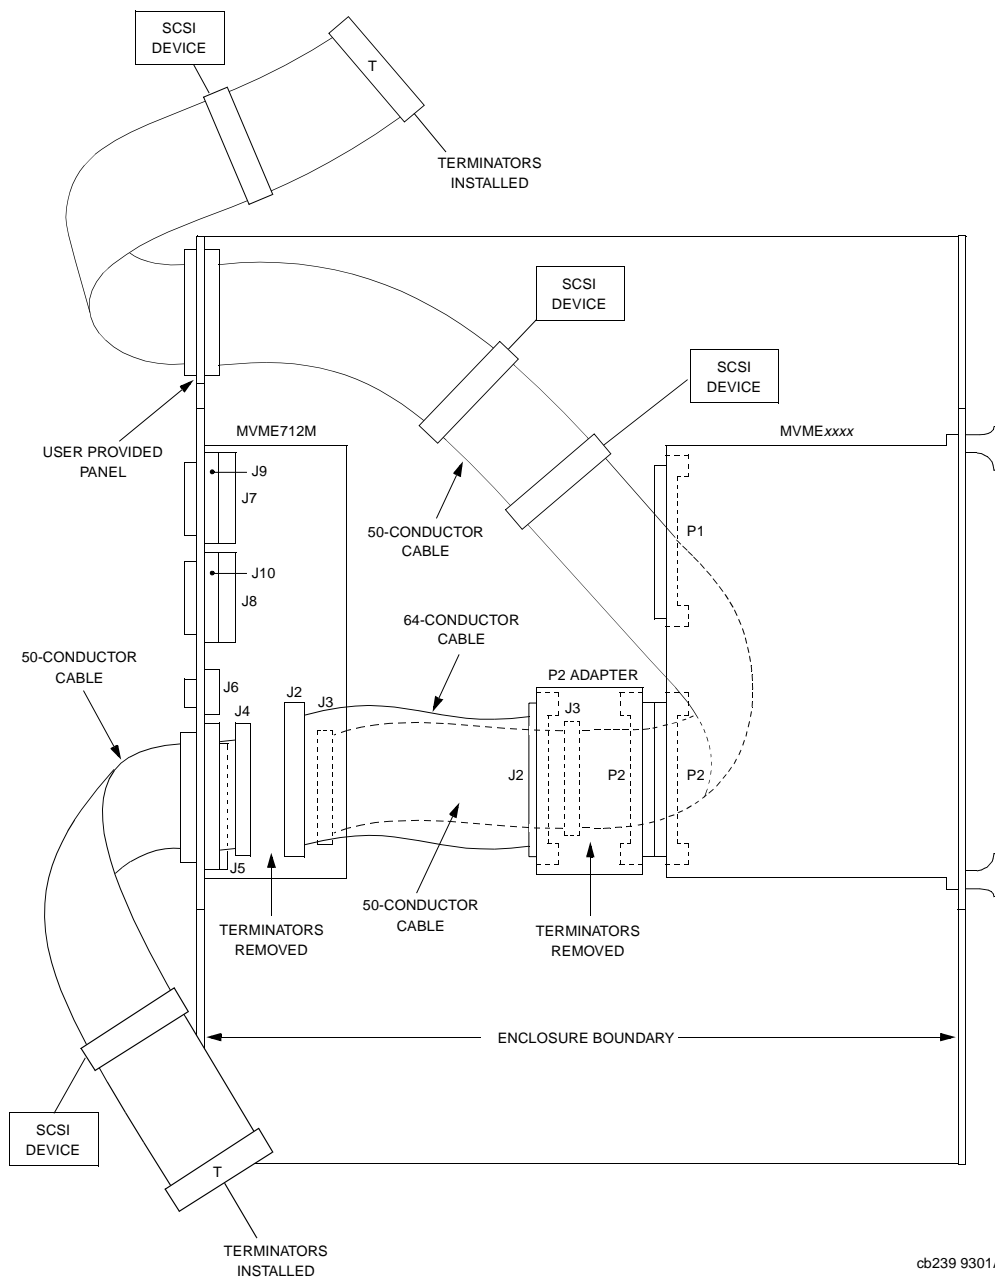 SCSI
DEVICE
T
TERMINATORS
INSTALLED
SCSI
DEVICE
SCSI
DEVICE
USER PROVIDED
PANEL
MVME712M
MVMExxxx
J9
J7
50-CONDUCTOR
CABLE
P1
J10
J8
64-CONDUCTOR
CABLE
50-CONDUCTOR
CABLE
J6
J4
J2
J3
P2 ADAPTER
J3
J2
P2
P2
J5
TERMINATORS
REMOVED
50-CONDUCTOR
CABLE
TERMINATORS
REMOVED
ENCLOSURE BOUNDARY
SCSI
DEVICE
T
TERMINATORS
INSTALLED
cb239 9301